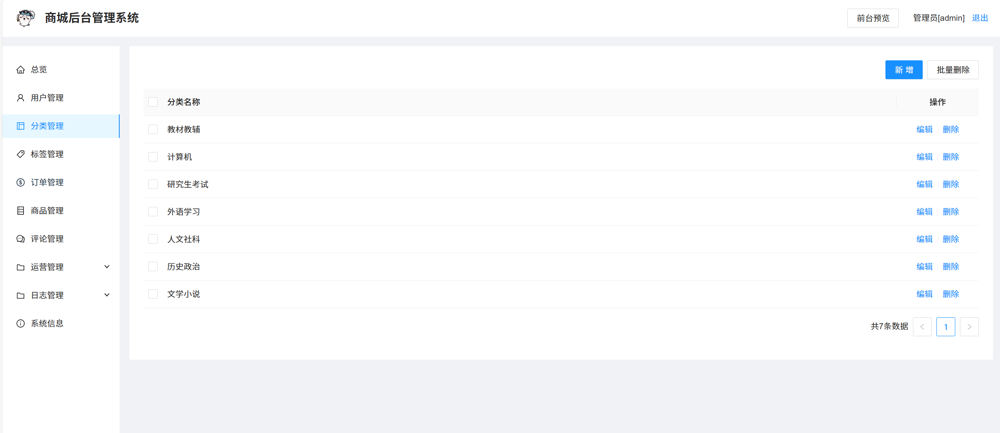 商城后台管理系统
前台预览 管理员[admin] 退出
总览
用户管理
分类管理
标签管理
订单管理
商品管理
评论管理
运营管理
日志管理
系统信息
新 增 批量删除
分类名称 操作
教材教辅 编辑 删除
计算机 编辑 删除
研究生考试 编辑 删除
外语学习 编辑 删除
人文社科 编辑 删除
历史政治 编辑 删除
文学小说 编辑 删除
共7条数据 < 1 >